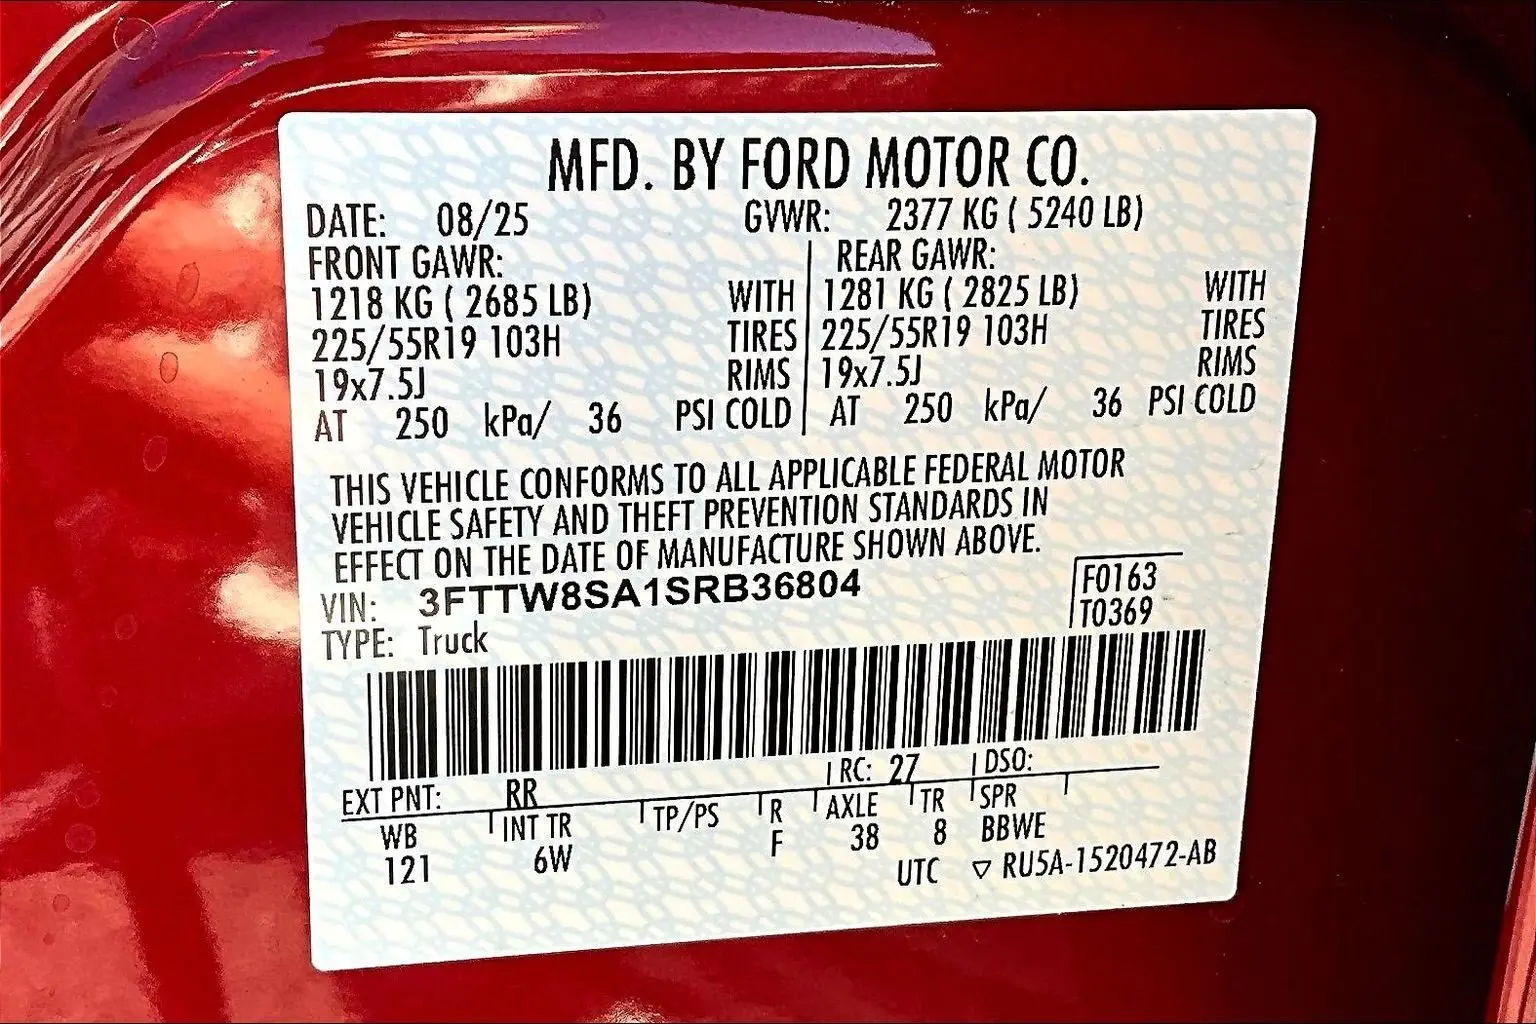 MFD. BY FORD MOTOR CO.
DATE: 08/25 GVWR: 2377 KG ( 5240 LB)
FRONT GAWR: REAR GAWR:
1218 KG ( 2685 LB) WITH 1281 KG ( 2825 LB) WITH
225/55R19 103H TIRES 225/55R19 103H TIRES
19x7.5J RIMS 19x7.5J RIMS
AT 250 kPa/ 36 PSI COLD AT 250 kPa/ 36 PSI COLD
THIS VEHICLE CONFORMS TO ALL APPLICABLE FEDERAL MOTOR
VEHICLE SAFETY AND THEFT PREVENTION STANDARDS IN
EFFECT ON THE DATE OF MANUFACTURE SHOWN ABOVE.
VIN: 3FTTW8SA1SRB36804 F0163
TYPE: Truck T0369
EXT PNT: RR RC: 27 DSO:
WB INT TR TP/PS R AXLE TR SPR
121 6W F 38 8 BBWE
UTC ▽ RU5A-1520472-AB